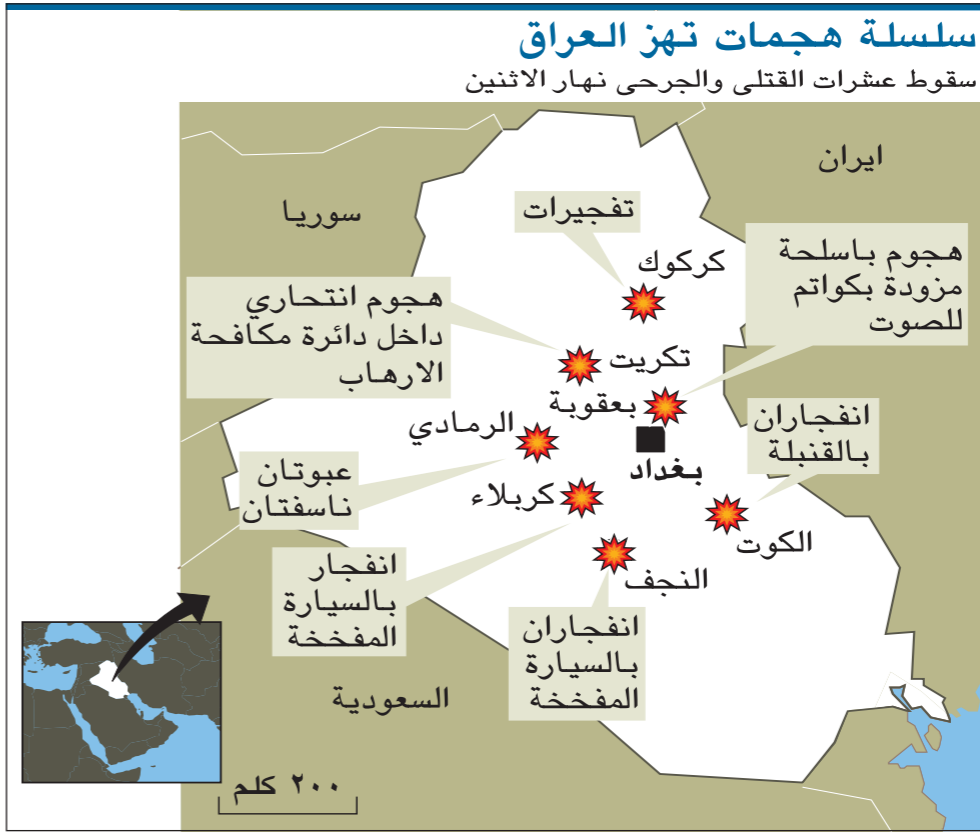 سلسلة هجمات تهز العراق
سقوط عشرات القتلى والجرحى نهار الاثنين
ايران
سوريا
تفجيرات
كركوك
هجوم باسلحة
مزودة بكواتم
للصوت
هجوم انتحاري
داخل دائرة مكافحة
الارهاب
تكريت
بعقوبة
الرمادي
انفجاران
بالقنبلة
بغداد
عبوتان
ناسفتان
كربلاء
الكوت
النجف
انفجار
بالسيارة
المفخخة
انفجاران
بالسيارة
المفخخة
السعودية
٢٠٠ كلم